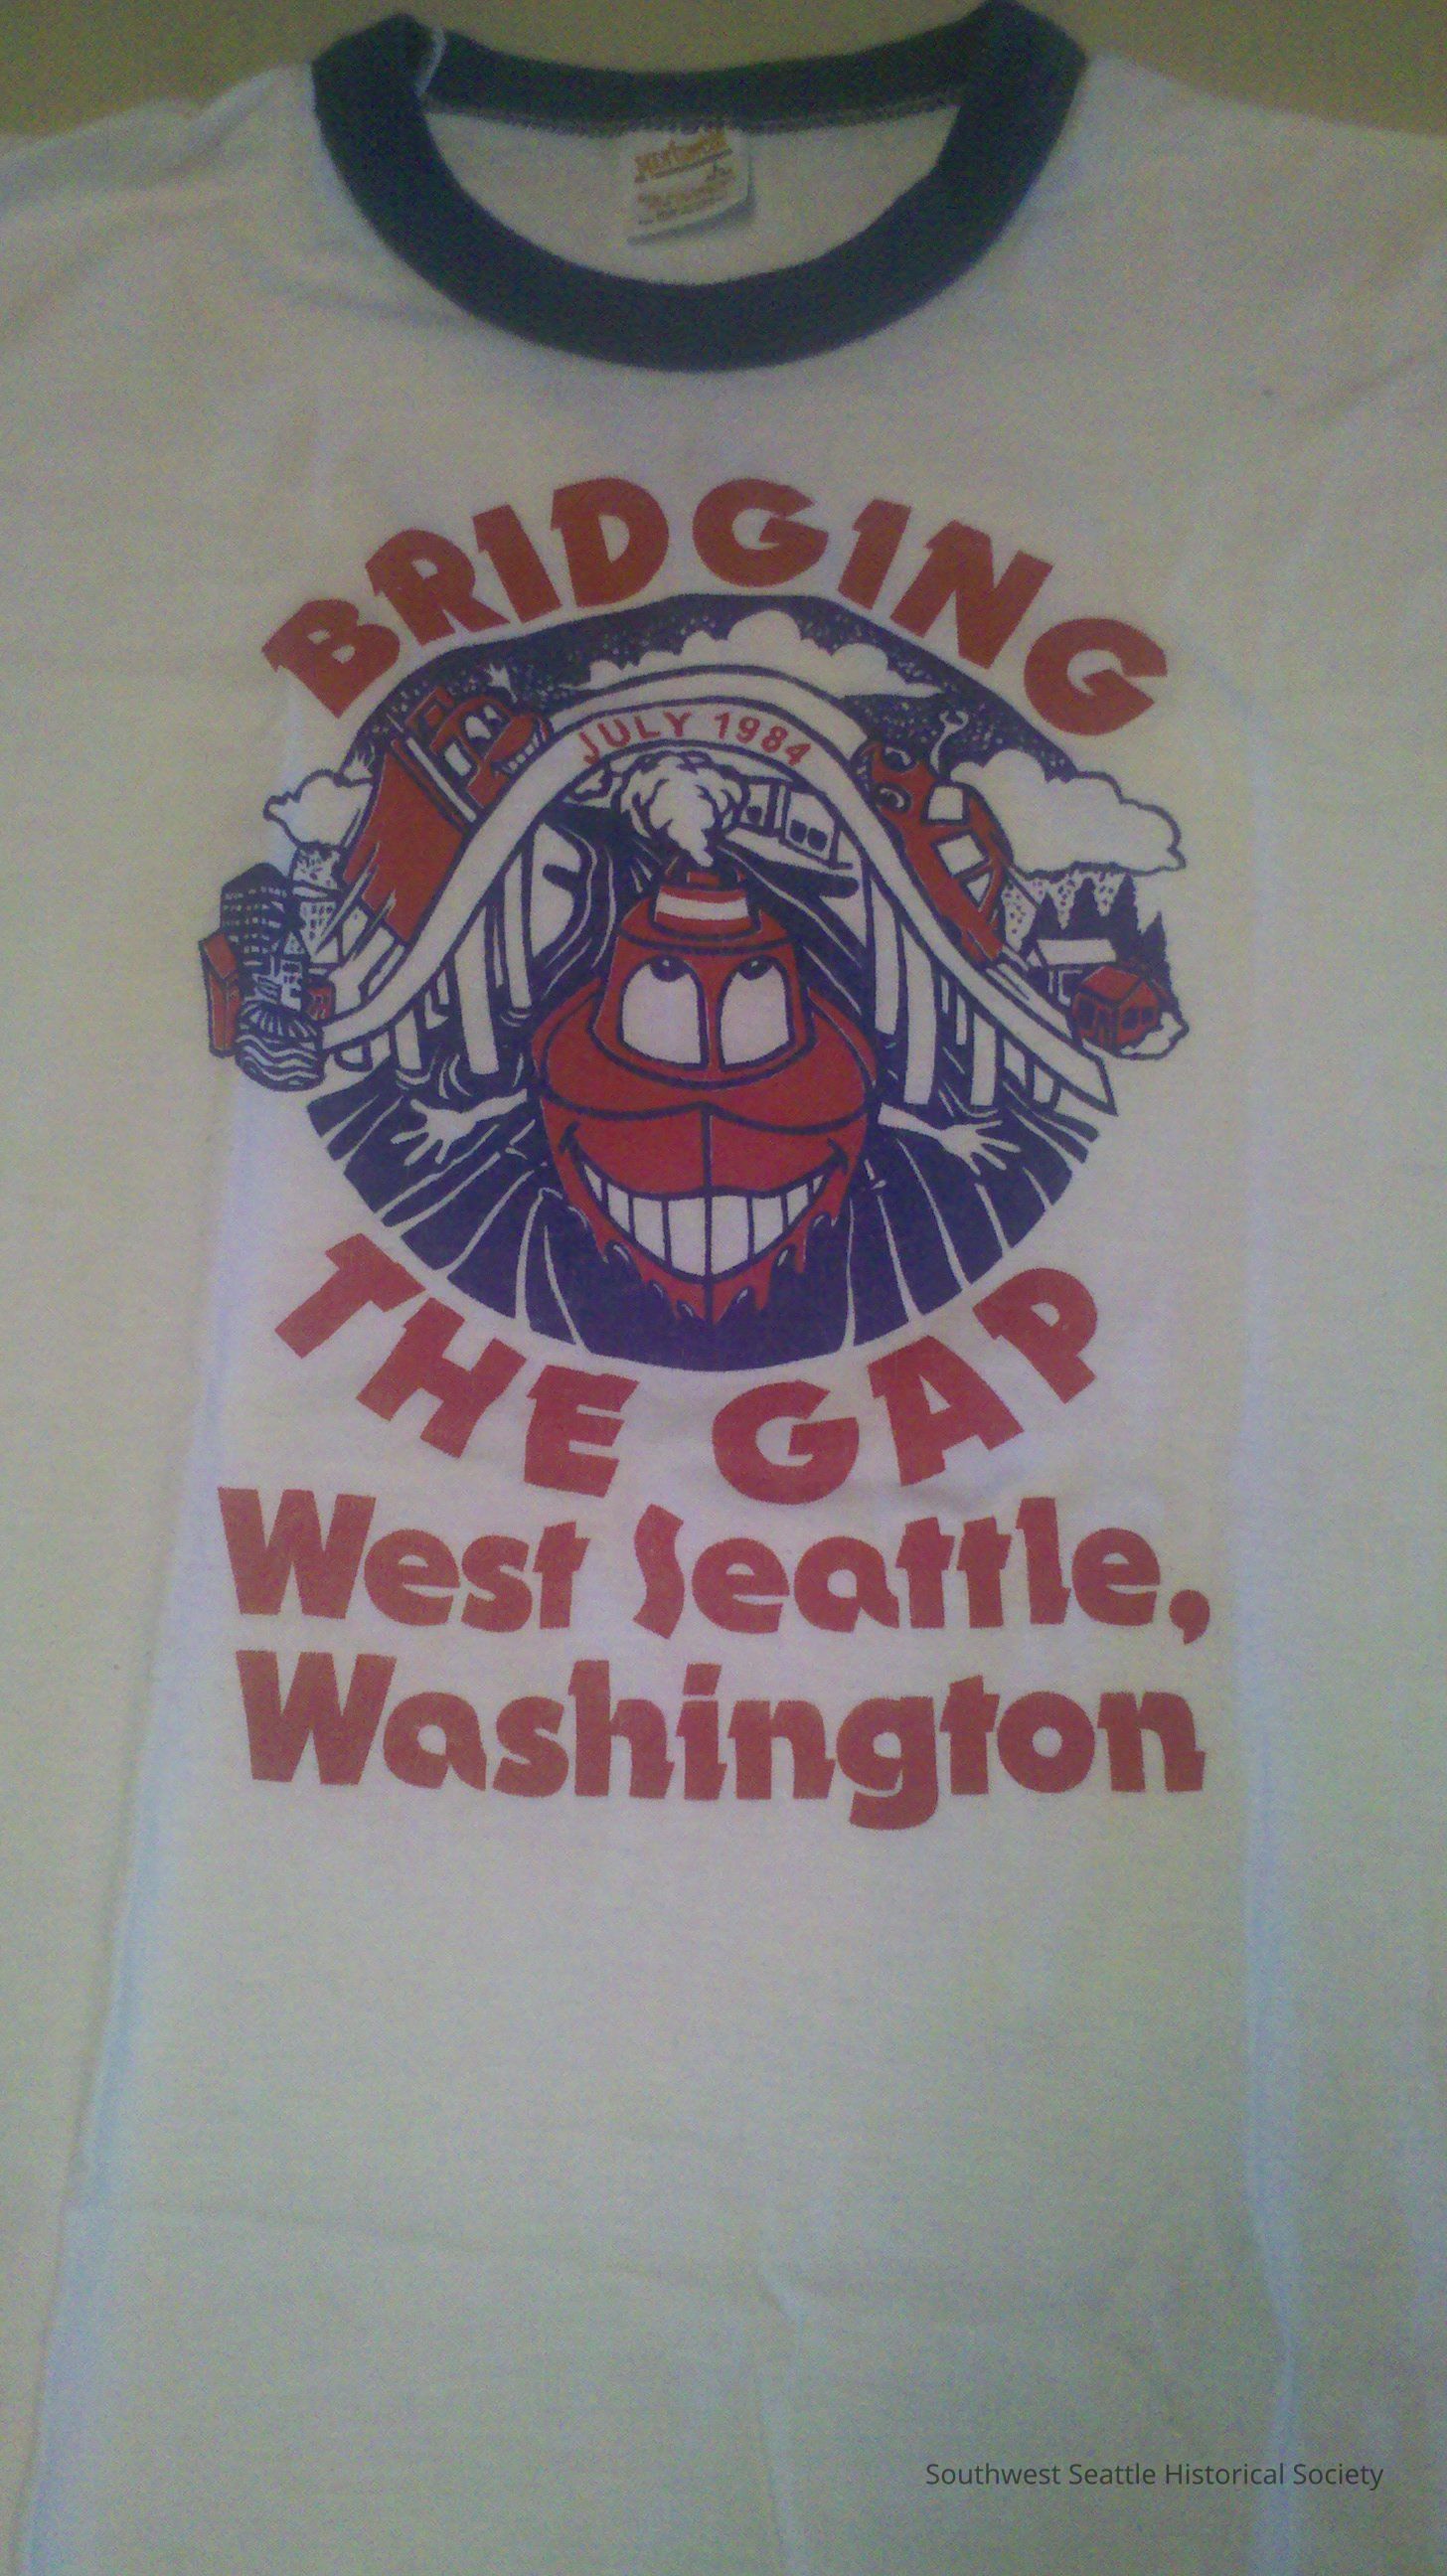 BRIDGING
JULY 1984
THE GAP
West Seattle,
Washington
Southwest Seattle Historical Society